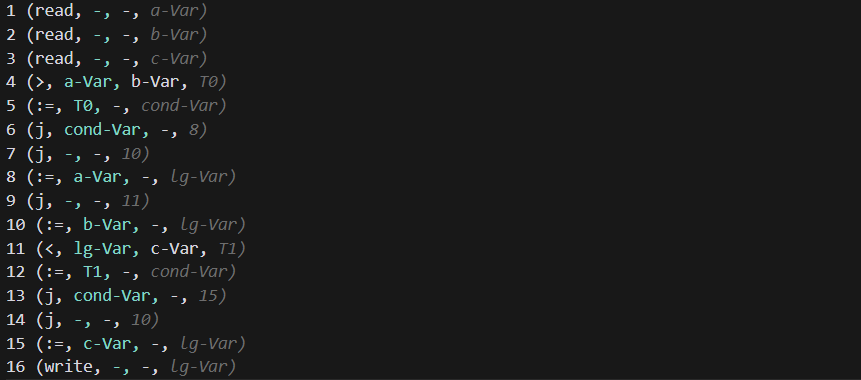 1 (read, -, -, a-Var)
2 (read, -, -, b-Var)
3 (read, -, -, c-Var)
4 (>, a-Var, b-Var, T0)
5 (:=, T0, -, cond-Var)
6 (j, cond-Var, -, 8)
7 (j, -, -, 10)
8 (:=, a-Var, -, lg-Var)
9 (j, -, -, 11)
10 (:=, b-Var, -, lg-Var)
11 (<, lg-Var, c-Var, T1)
12 (:=, T1, -, cond-Var)
13 (j, cond-Var, -, 15)
14 (j, -, -, 10)
15 (:=, c-Var, -, lg-Var)
16 (write, -, -, lg-Var)